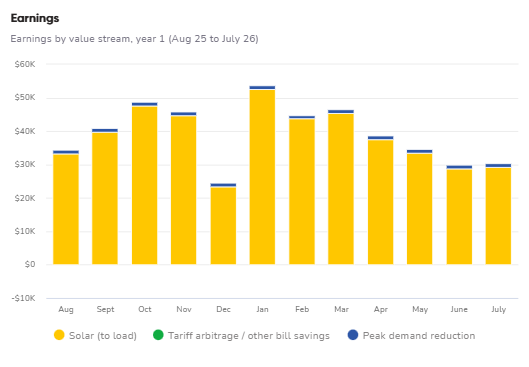 Earnings
Earnings by value stream, year 1 (Aug 25 to July 26)
$60K
$50K
$40K
$30K
$20K
$10K
$0
-$10K
Aug Sept Oct Nov Dec Jan Feb Mar Apr May June July
Solar (to load) Tariff arbitrage / other bill savings Peak demand reduction